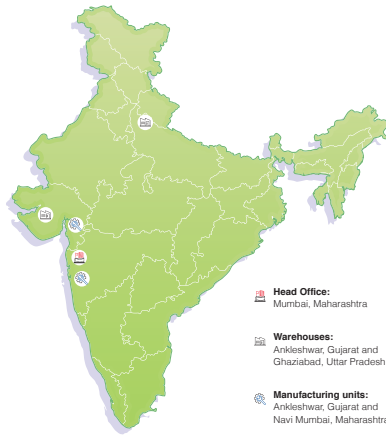 Head Office:
Mumbai, Maharashtra
Warehouses:
Ankleshwar, Gujarat and
Ghaziabad, Uttar Pradesh
Manufacturing units:
Ankleshwar, Gujarat and
Navi Mumbai, Maharashtra